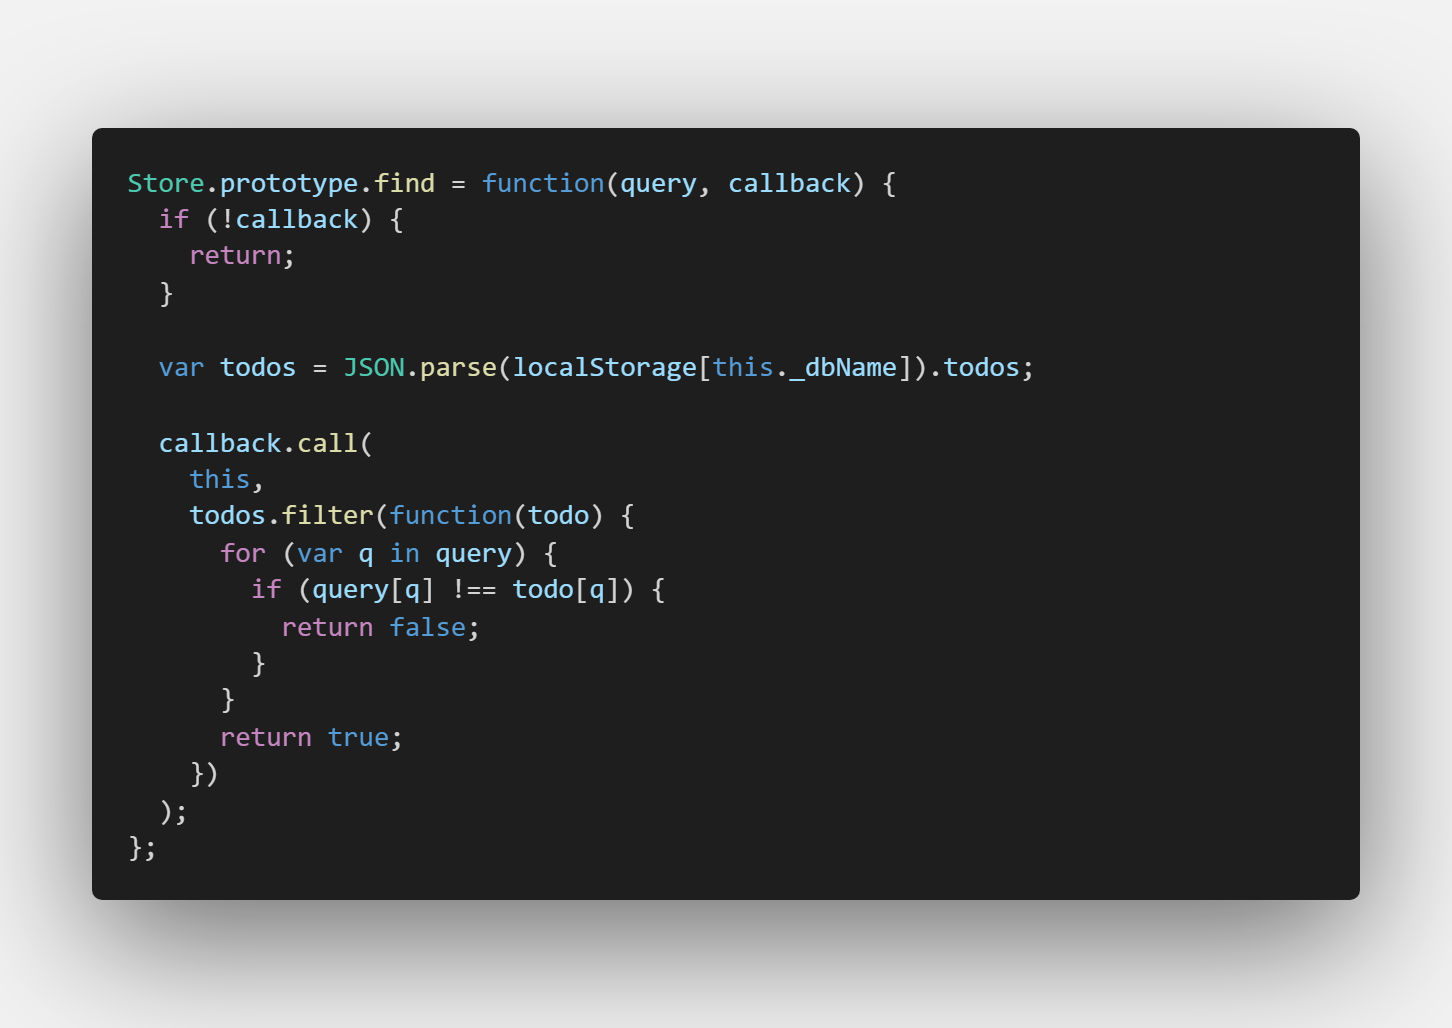 Store.prototype.find = function(query, callback) {
  if (!callback) {
    return;
  }

  var todos = JSON.parse(localStorage[this._dbName]).todos;

  callback.call(
    this,
    todos.filter(function(todo) {
      for (var q in query) {
        if (query[q] !== todo[q]) {
          return false;
        }
      }
      return true;
    })
  );
};